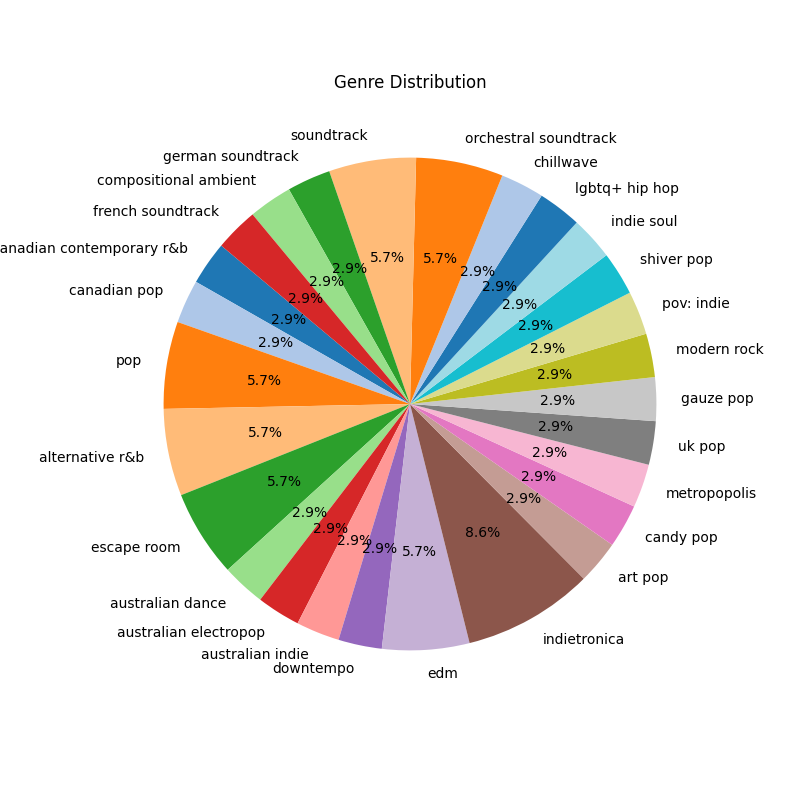 Genre Distribution
soundtrack
orchestral soundtrack
german soundtrack
chillwave
compositional ambient
lgbtq+ hip hop
french soundtrack
indie soul
anadian contemporary r&b
shiver pop
canadian pop
pov: indie
pop
modern rock
alternative r&b
gauze pop
escape room
uk pop
australian dance
metropopolis
australian electropop
candy pop
australian indie
art pop
downtempo
indietronica
edm
5.7%
5.7%
2.9%
2.9%
2.9%
2.9%
2.9%
2.9%
2.9%
2.9%
2.9%
2.9%
5.7%
2.9%
5.7%
2.9%
5.7%
2.9%
2.9%
2.9%
2.9%
2.9%
2.9%
2.9%
2.9%
8.6%
5.7%